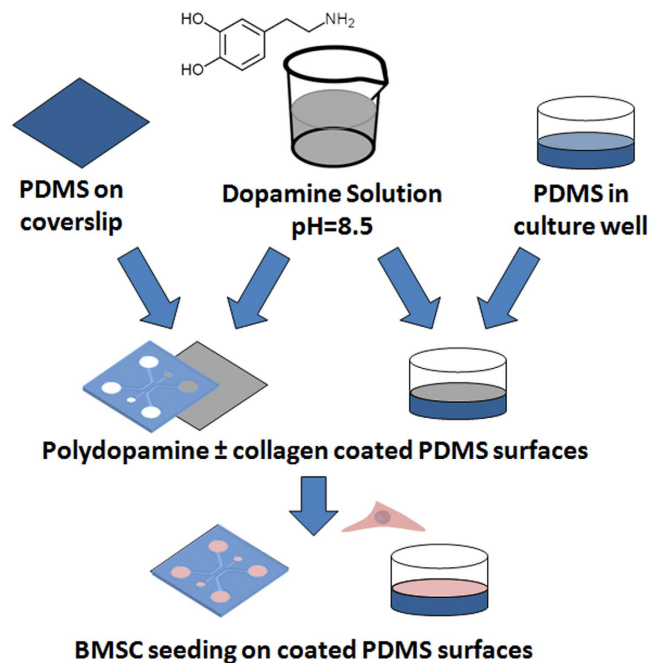 HO
NH2
HO
PDMS on
coverslip
Dopamine Solution
pH=8.5
PDMS in
culture well
Polydopamine ± collagen coated PDMS surfaces
BMSC seeding on coated PDMS surfaces